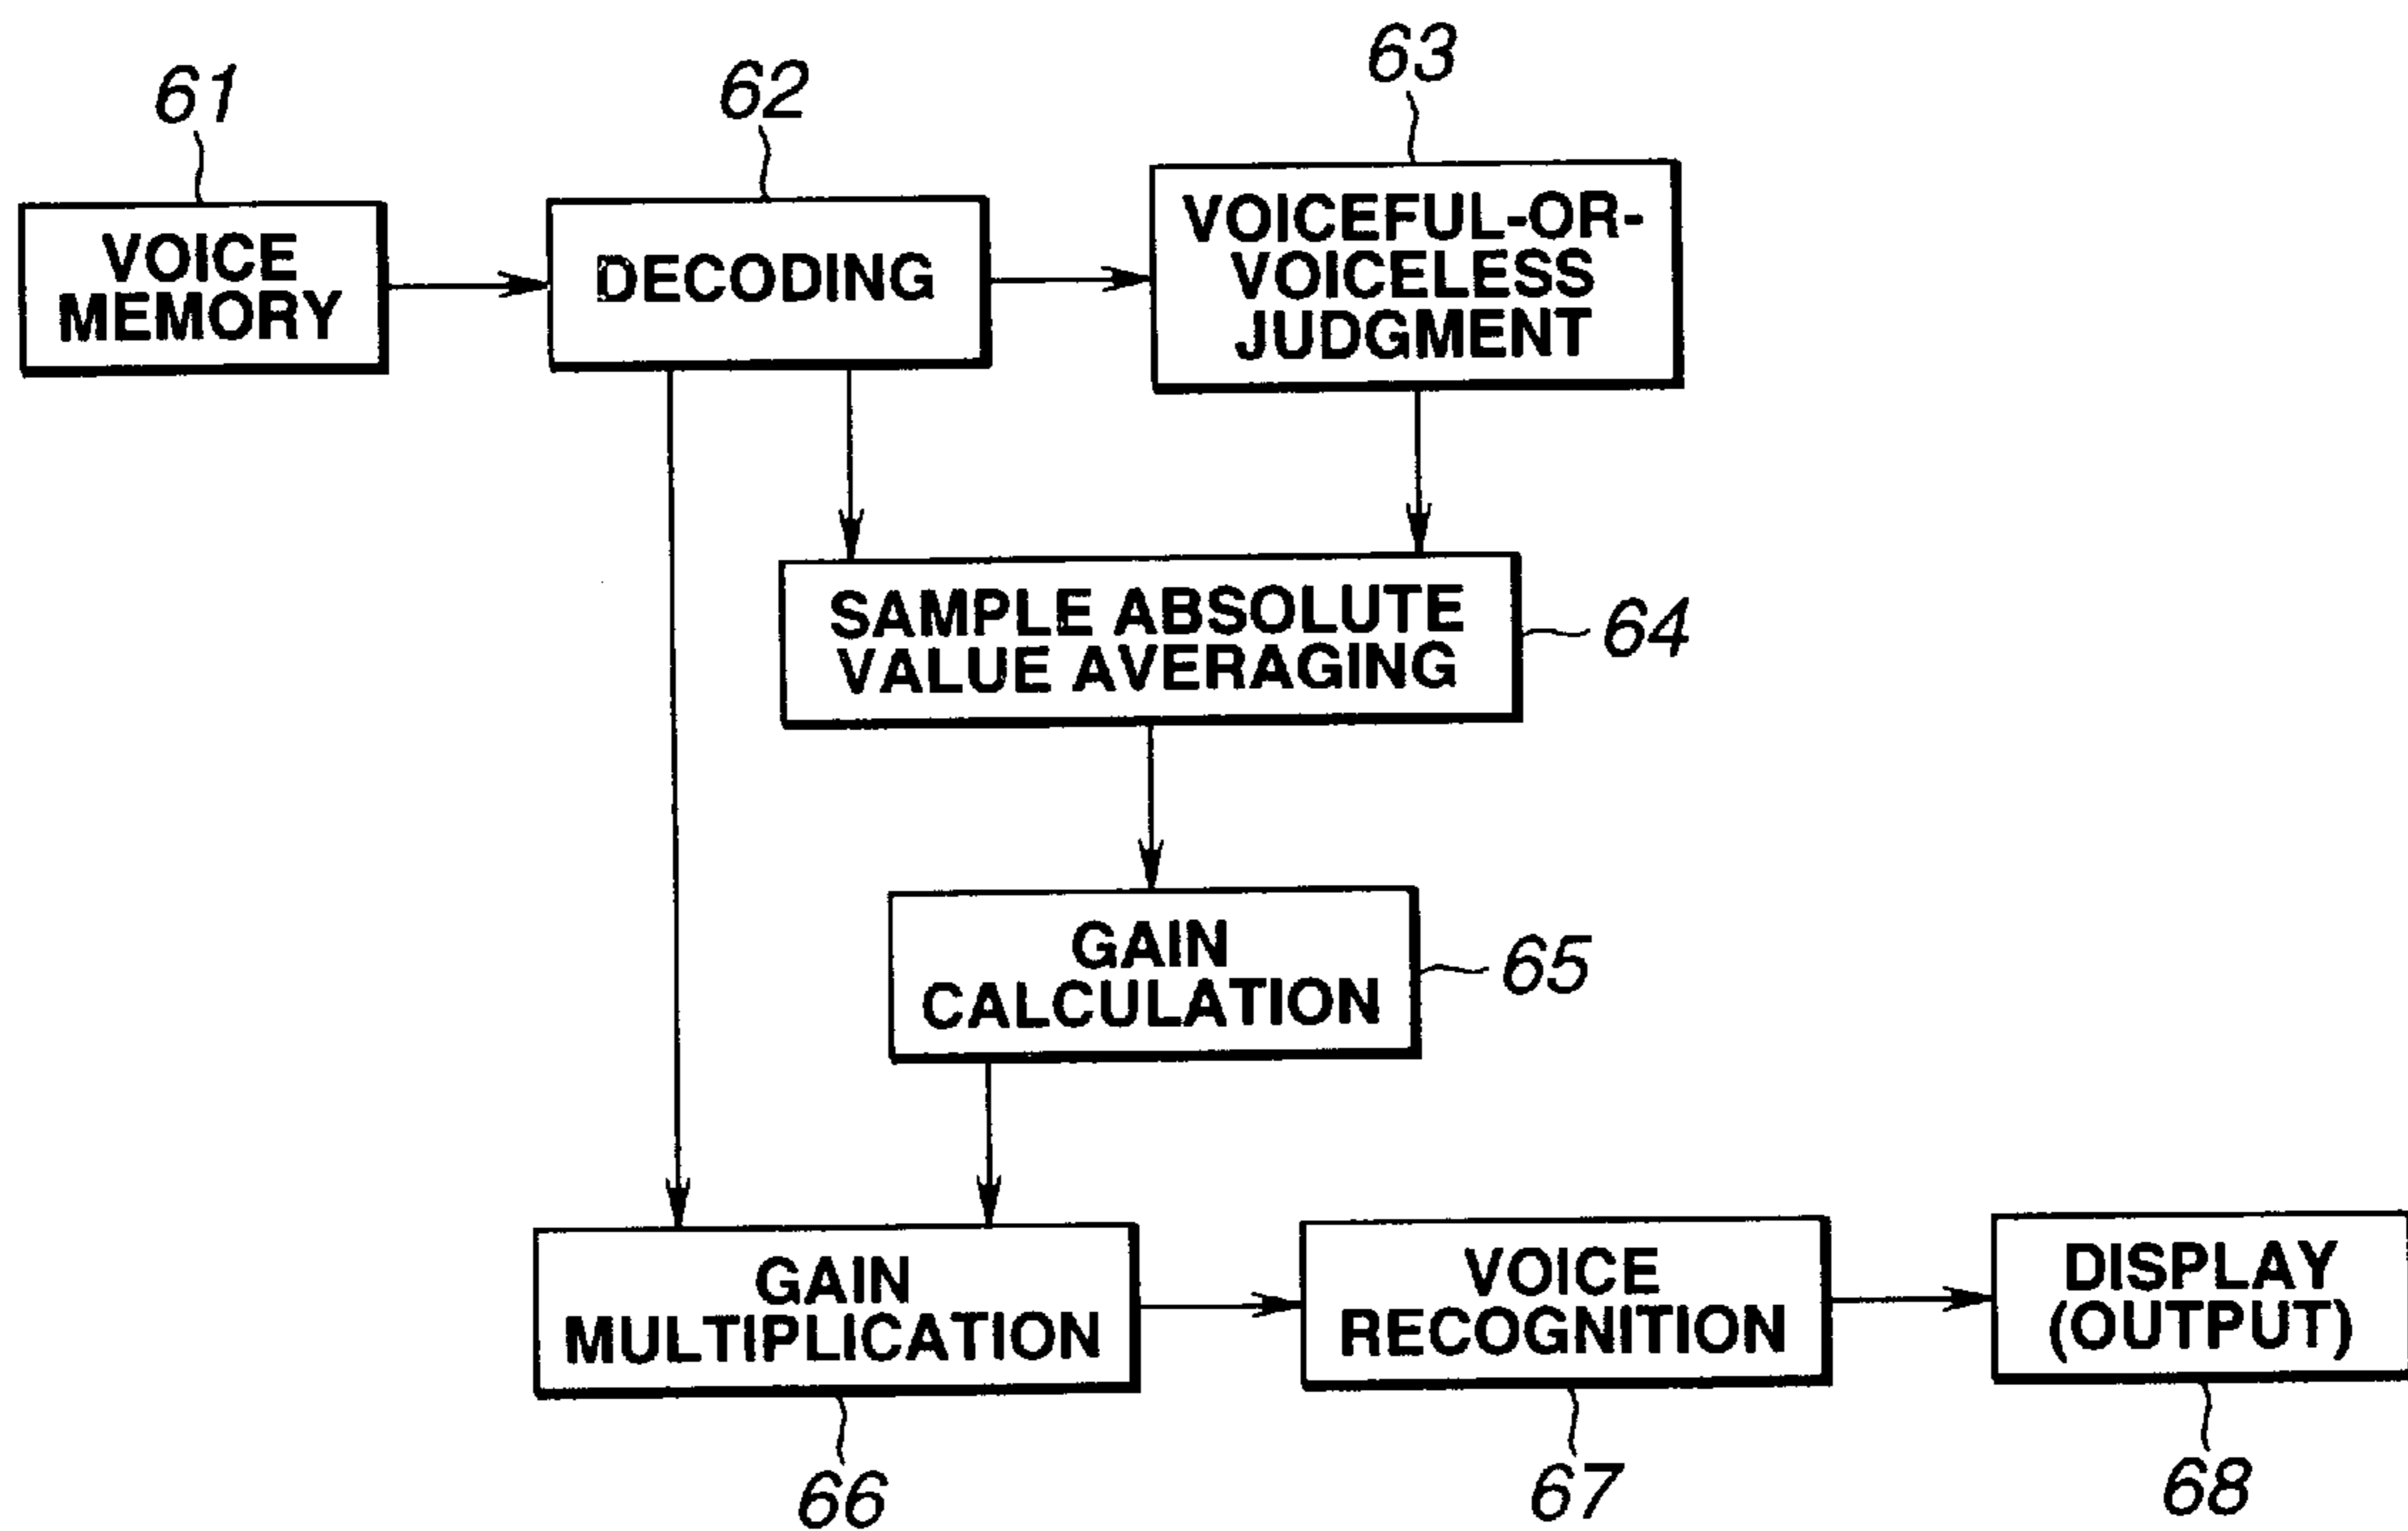 61
62
63
VOICE
MEMORY
DECODING
VOICEFUL-OR-
VOICELESS
JUDGMENT
SAMPLE ABSOLUTE
VALUE AVERAGING
64
GAIN
CALCULATION
65
GAIN
MULTIPLICATION
VOICE
RECOGNITION
DISPLAY
(OUTPUT)
66
67
68